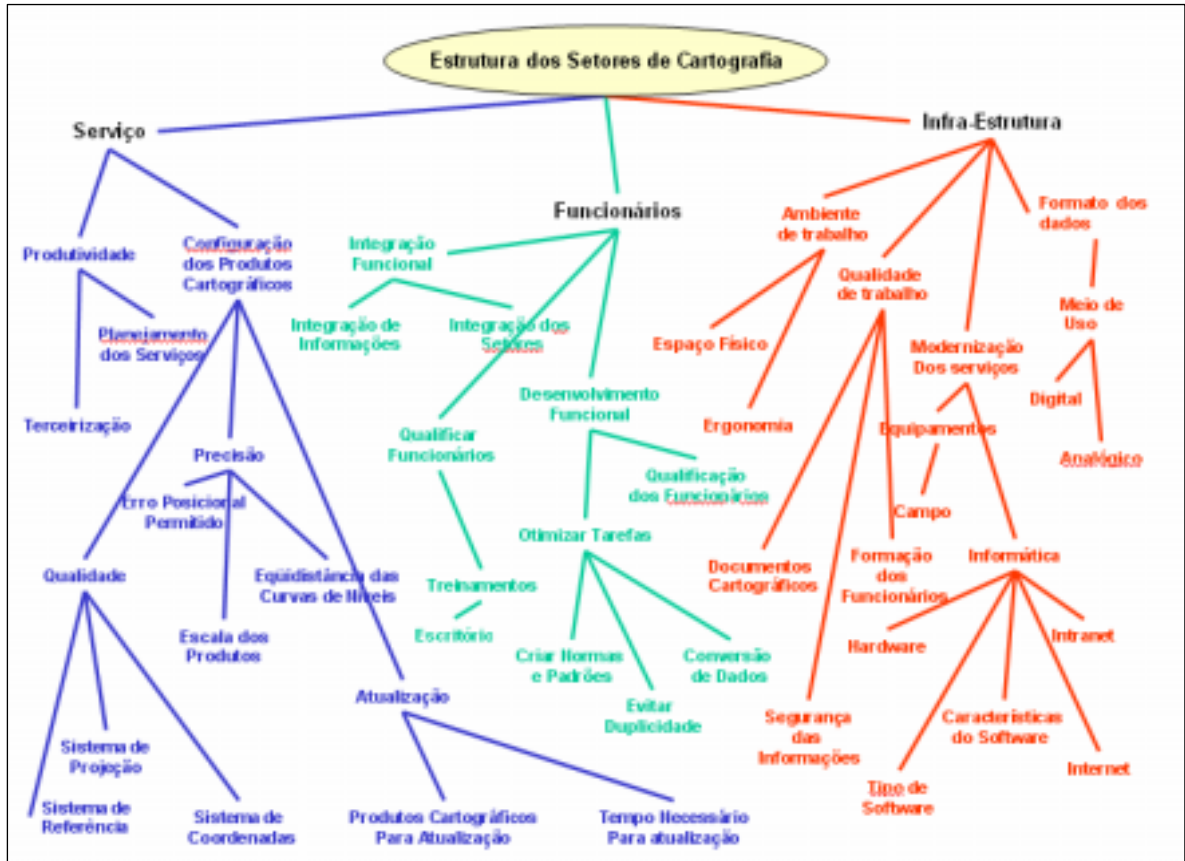 Estrutura dos Setores de Cartografia
Serviço
Infra-Estrutura
Funcionários
Produtividade
Configuração
dos Produtos
Cartográficos
Planejamento
dos Serviços
Terceirização
Precisão
Erro Posicional
Permitido
Qualidade
Eqüidistância das
Curvas de Níveis
Escala dos
Produtos
Atualização
Sistema de
Projeção
Sistema de
Referência
Sistema de
Coordenadas
Produtos Cartográficos
Para Atualização
Tempo Necessário
Para atualização
Integração
Funcional
Integração de
Informações
Integração dos
Setores
Desenvolvimento
Funcional
Qualificar
Funcionários
Qualificação
dos Funcionários
Otimizar Tarefas
Treinamentos
Escritório
Criar Normas
e Padrões
Conversão
de Dados
Evitar
Duplicidade
Ambiente
de trabalho
Formato dos
dados
Qualidade
de trabalho
Meio de
Uso
Espaço Físico
Modernização
Dos serviços
Digital
Ergonomia
Equipamentos
Analógico
Campo
Documentos
Cartográficos
Formação
dos
Funcionários
Informática
Hardware
Intranet
Segurança
das
Informações
Características
do Software
Internet
Tipo de
Software